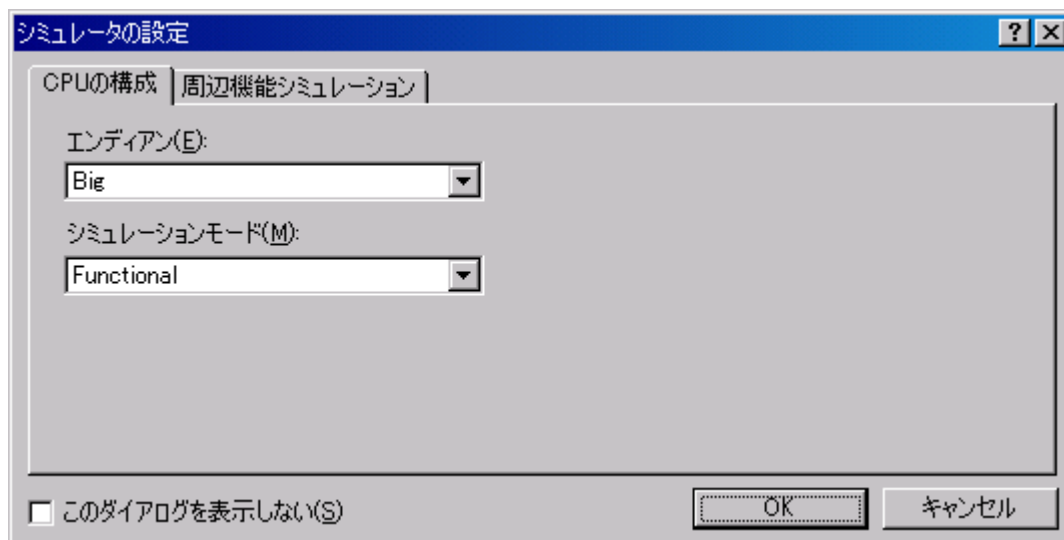 シミュレータの設定
CPUの構成 周辺機能シミュレーション
エンディアン(E):
Big
シミュレーションモード(M):
Functional
このダイアログを表示しない(S) OK キャンセル